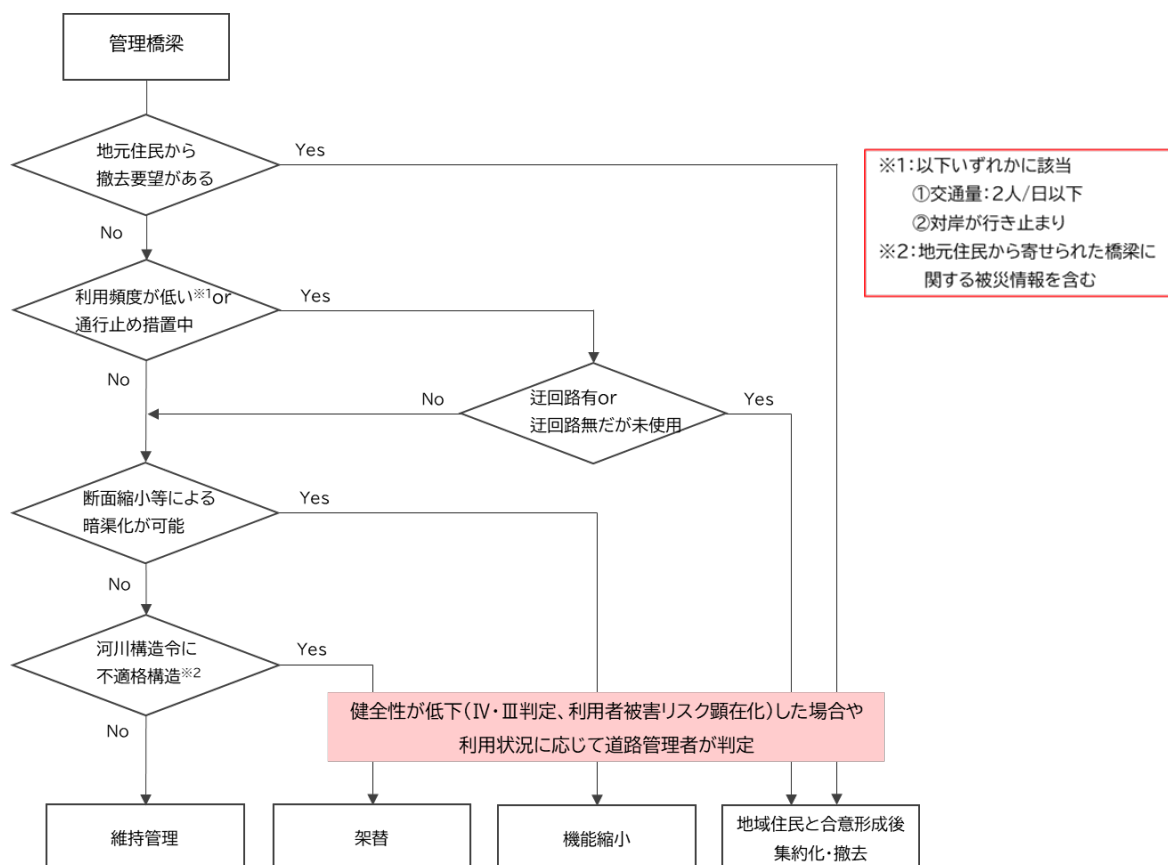 管理橋梁
地元住民から
撤去要望がある
Yes
No
※1:以下いずれかに該当
①交通量:2人/日以下
②対岸が行き止まり
※2:地元住民から寄せられた橋梁に
関する被災情報を含む
利用頻度が低い※1or
通行止め措置中
Yes
No
迂回路有or
迂回路無だが未使用
No
Yes
断面縮小等による
暗渠化が可能
Yes
No
河川構造令に
不適格構造※2
Yes
No
健全性が低下(Ⅳ・Ⅲ判定、利用者被害リスク顕在化)した場合や
利用状況に応じて道路管理者が判定
維持管理
架替
機能縮小
地域住民と合意形成後
集約化・撤去